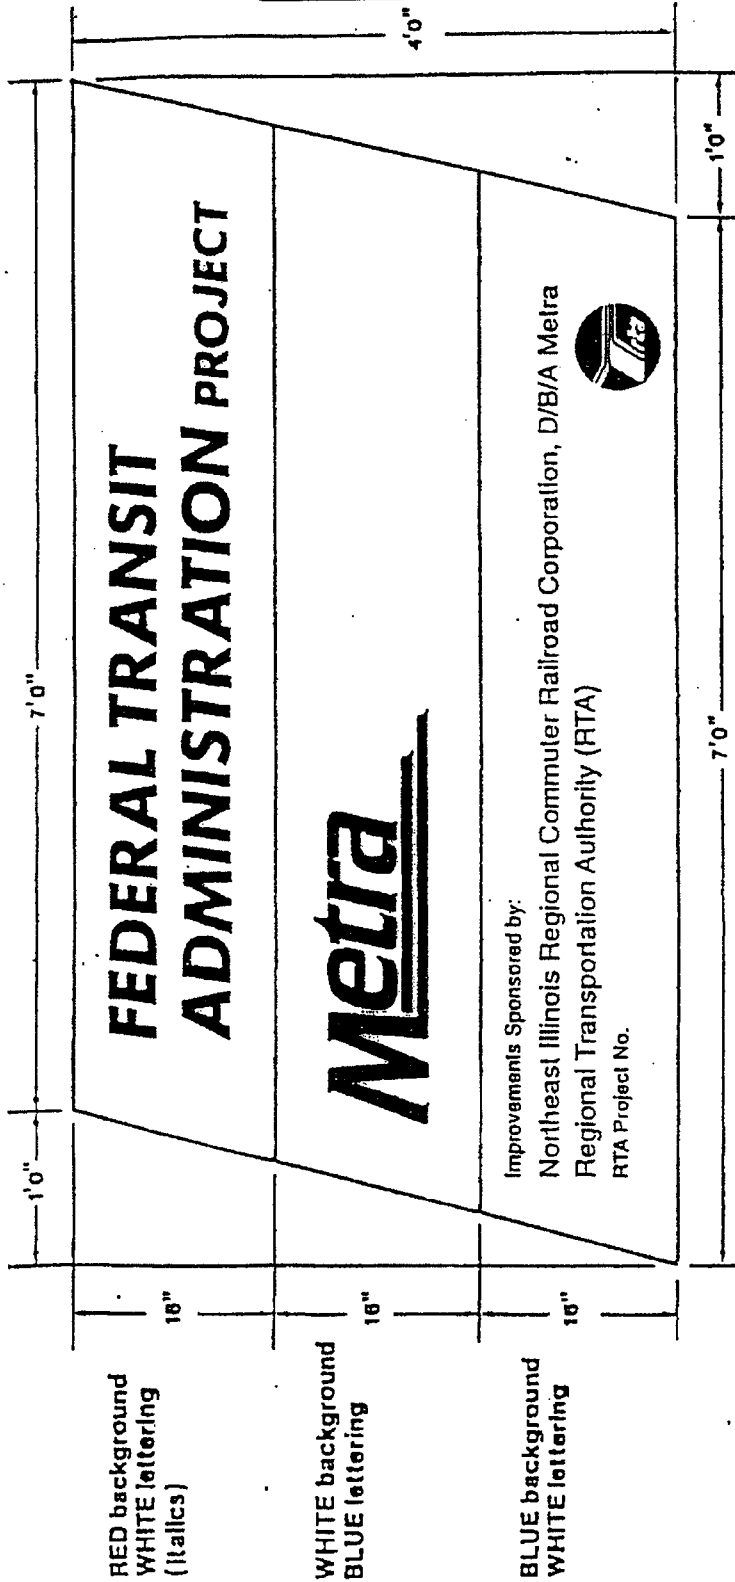 7'0"
1'0"
4'0"
RED background
WHITE lettering
(italics)
16"
FEDERAL TRANSIT
ADMINISTRATION PROJECT
WHITE background
BLUE lettering
16"
Metra
BLUE background
WHITE lettering
16"
Improvements Sponsored by:
Northeast Illinois Regional Commuter Railroad Corporation, D/B/A Metra
Regional Transportation Authority (RTA)
RTA Project No.
rta
7'0"
1'0"